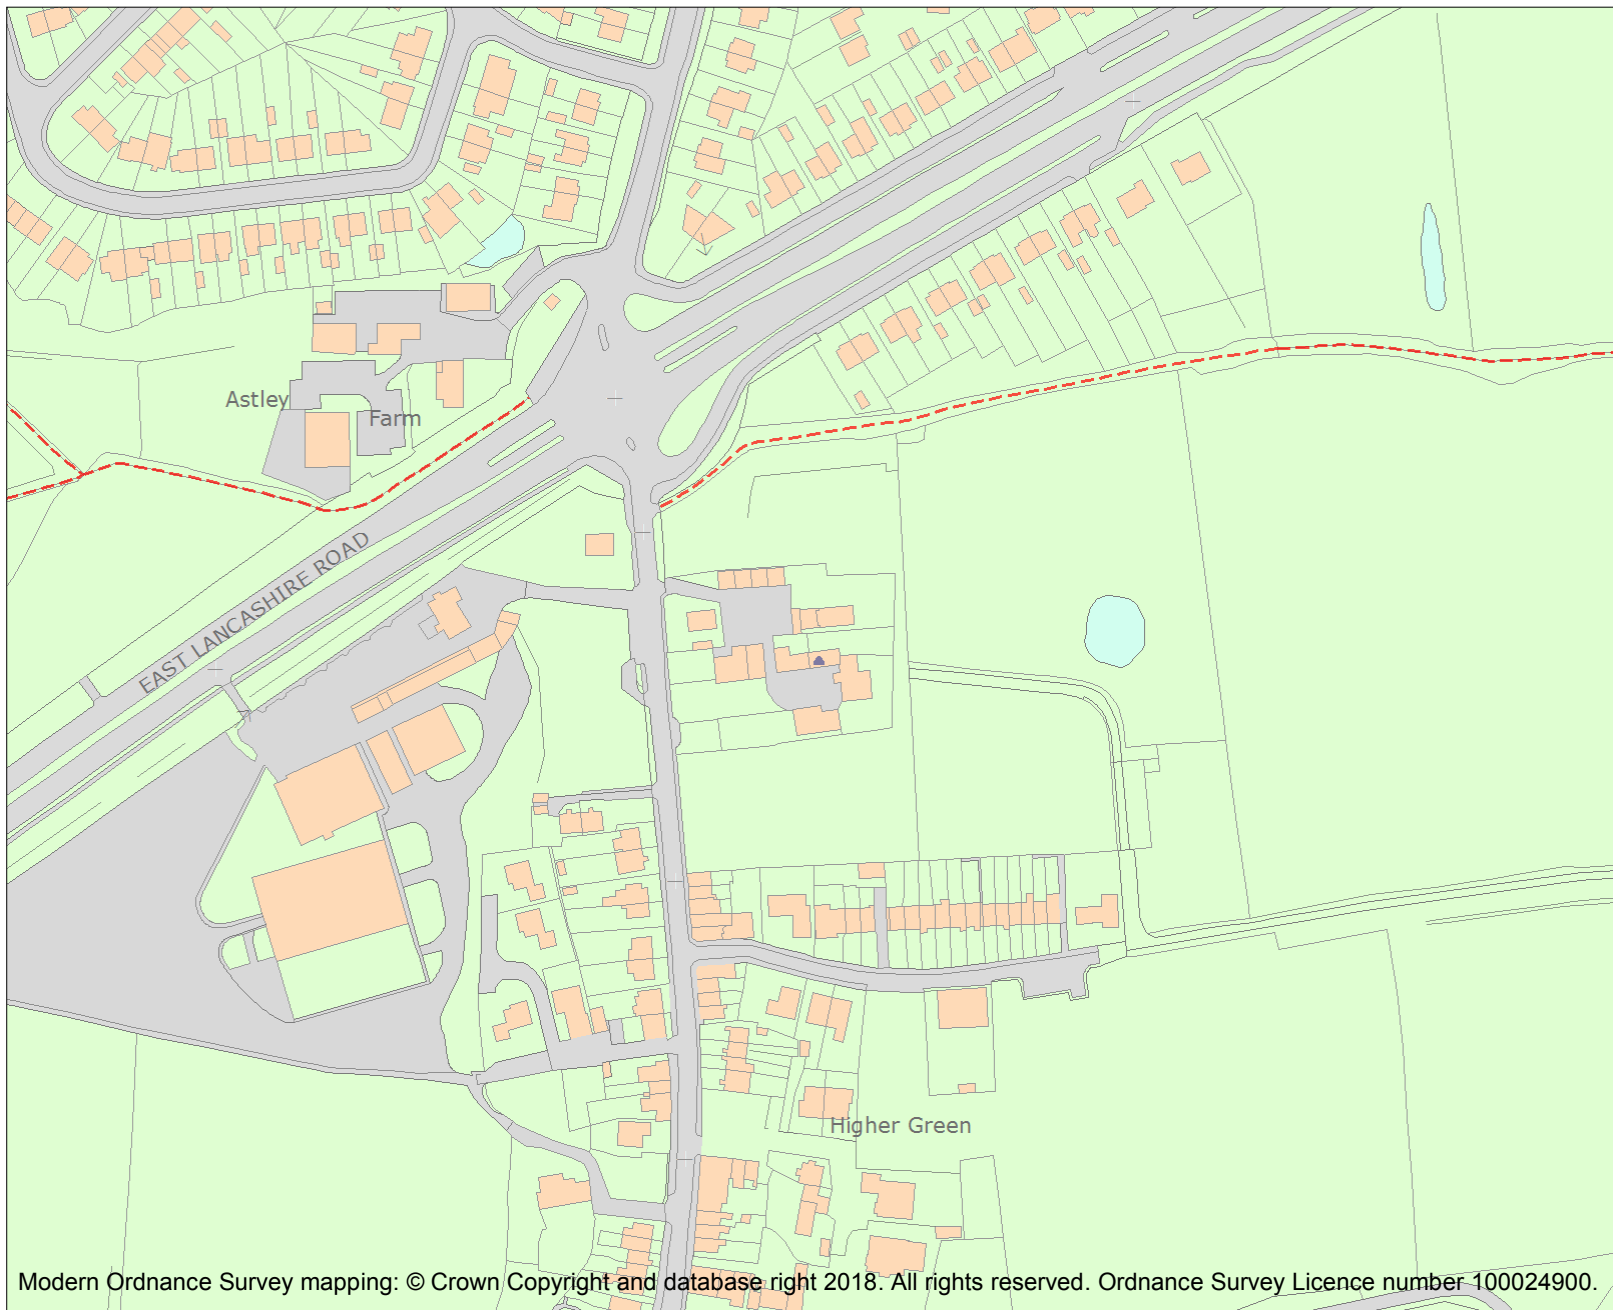 Astley
Farm
EAST LANCASHIRE ROAD
Higher Green
Modern Ordnance Survey mapping: © Crown Copyright and database right 2018. All rights reserved. Ordnance Survey Licence number 100024900.